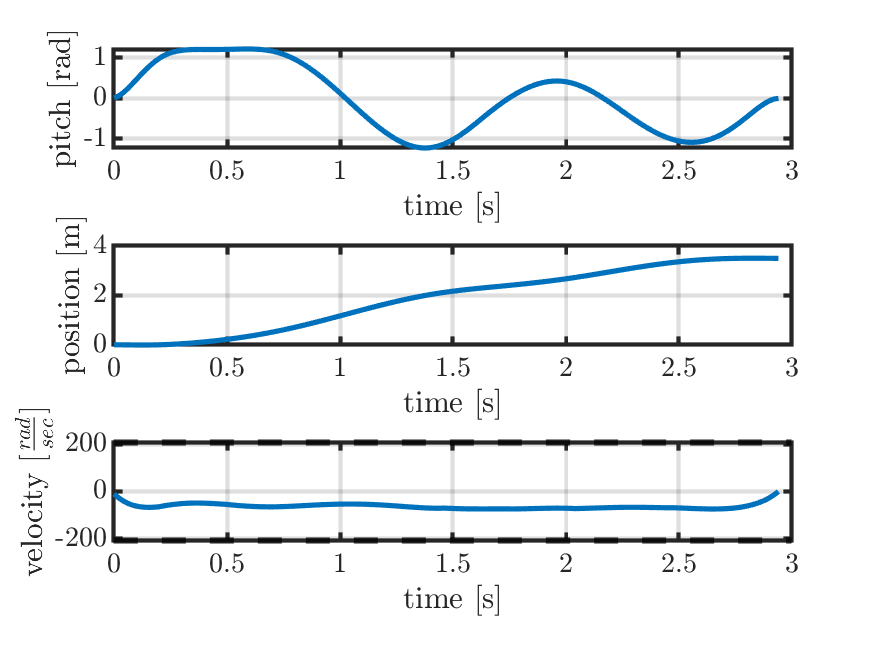 pitch [rad]
1
0
-1
0 0.5 1 1.5 2 2.5 3
time [s]
position [m]
4
2
0
0 0.5 1 1.5 2 2.5 3
time [s]
velocity [rad/sec]
200
0
-200
0 0.5 1 1.5 2 2.5 3
time [s]